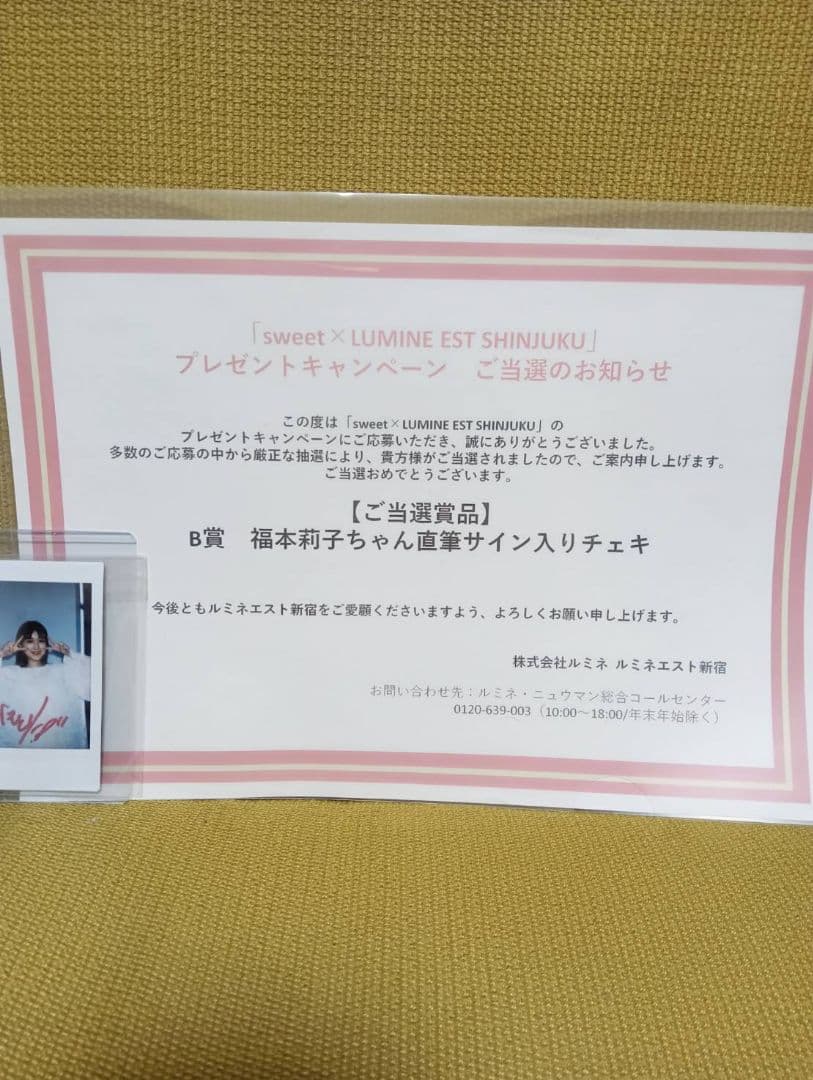 「sweet×LUMINE EST SHINJUKU」
プレゼントキャンペーン　ご当選のお知らせ
この度は「sweet×LUMINE EST SHINJUKU」の
プレゼントキャンペーンにご応募いただき、誠にありがとうございました。
多数のご応募の中から厳正な抽選により、貴方様がご当選されましたので、ご案内申し上げます。
ご当選おめでとうございます。
【ご当選賞品】
B賞　福本莉子ちゃん直筆サイン入りチェキ
今後ともルミネエスト新宿をご愛顧くださいますよう、よろしくお願い申し上げます。
株式会社ルミネ ルミネエスト新宿
お問い合わせ先：ルミネ・ニュウマン総合コールセンター
0120-639-003（10:00～18:00/年末年始除く）